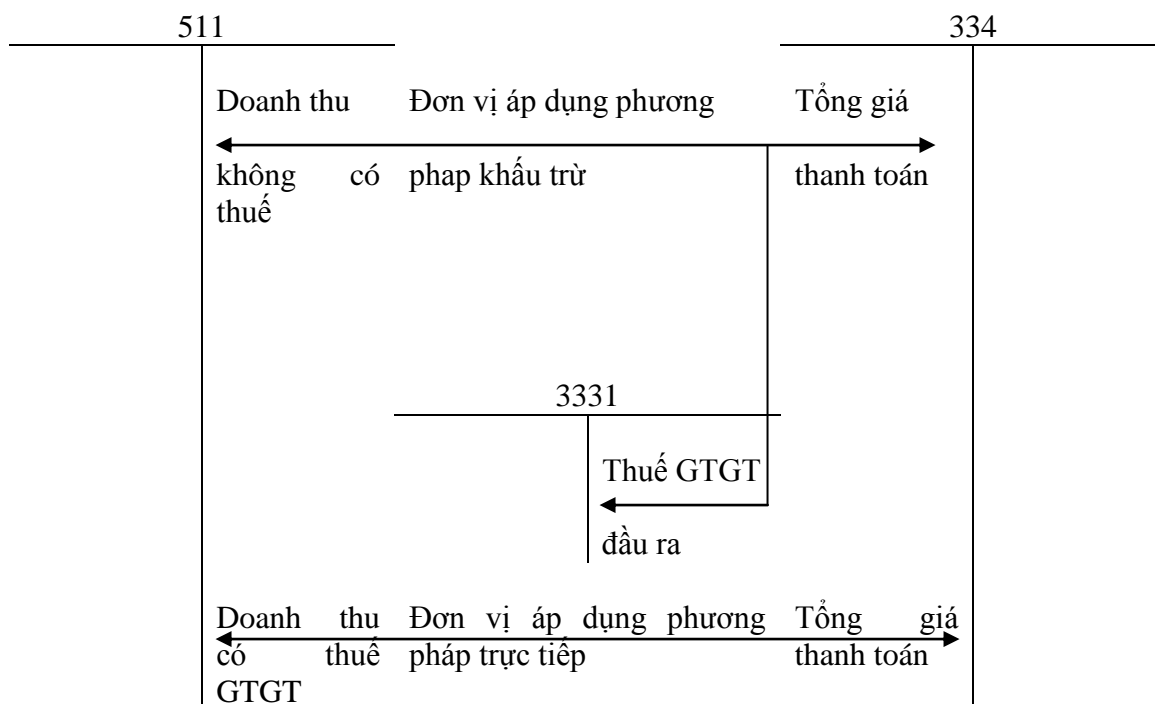 511
334
Doanh thu Đơn vị áp dụng phương Tổng giá
không có phap khấu trừ thanh toán
thuế
3331
Thuế GTGT
đầu ra
Doanh thu Đơn vị áp dụng phương Tổng giá
có thuế pháp trực tiếp thanh toán
GTGT